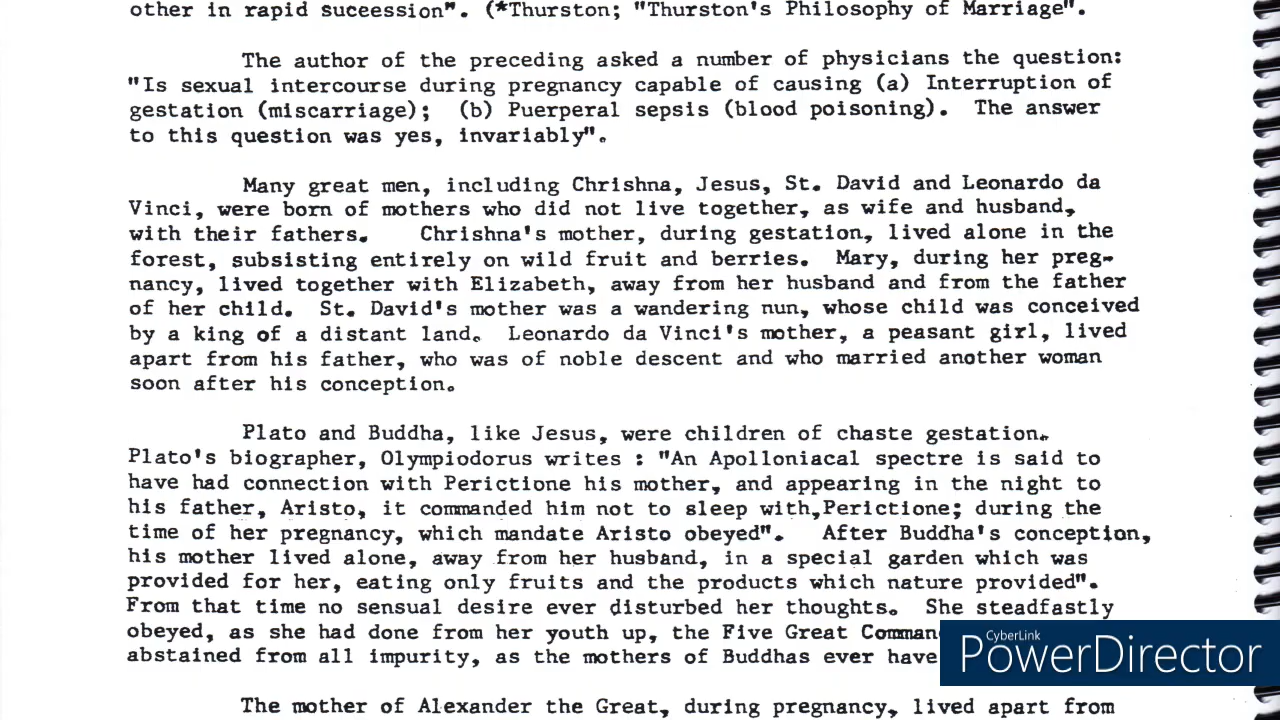 other in rapid suceession". (*Thurston; "Thurston's Philosophy of Marriage".
The author of the preceding asked a number of physicians the question:
"Is sexual intercourse during pregnancy capable of causing (a) Interruption of
gestation (miscarriage); (b) Puerperal sepsis (blood poisoning). The answer
to this question was yes, invariably".
Many great men, including Chrishna, Jesus, St. David and Leonardo da
Vinci, were born of mothers who did not live together, as wife and husband,
with their fathers. Chrishna's mother, during gestation, lived alone in the
forest, subsisting entirely on wild fruit and berries. Mary, during her preg-
nancy, lived together with Elizabeth, away from her husband and from the father
of her child. St. David's mother was a wandering nun, whose child was conceived
by a king of a distant land. Leonardo da Vinci's mother, a peasant girl, lived
apart from his father, who was of noble descent and who married another woman
soon after his conception.
Plato and Buddha, like Jesus, were children of chaste gestation.
Plato's biographer, Olympiodorus writes : "An Apolloniacal spectre is said to
have had connection with Perictione his mother, and appearing in the night to
his father, Aristo, it commanded him not to sleep with,Perictione; during the
time of her pregnancy, which mandate Aristo obeyed". After Buddha's conception,
his mother lived alone, away from her husband, in a special garden which was
provided for her, eating only fruits and the products which nature provided".
From that time no sensual desire ever disturbed her thoughts. She steadfastly
obeyed, as she had done from her youth up, the Five Great
abstained from all impurity, as the mothers of Buddhas ever have
CyberLink
PowerDirector
The mother of Alexander the Great, during pregnancy, lived apart from